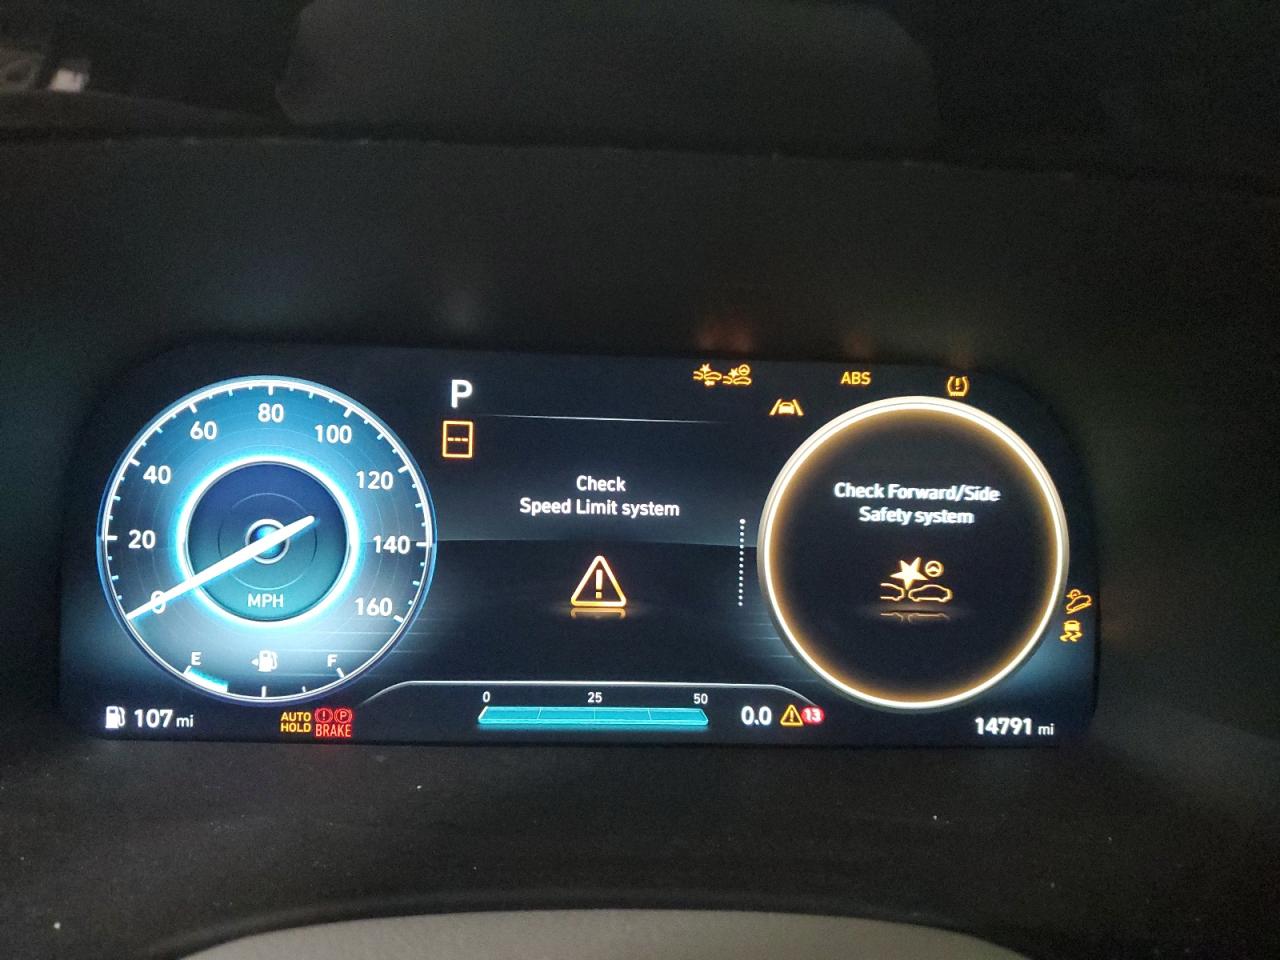 P
ABS
80
60
100
40
120
20
140
0
160
MPH
E
F
Check
Speed Limit system
Check Forward/Side
Safety system
107 mi
AUTO
HOLD
P
BRAKE
0
25
50
0.0
13
14791 mi